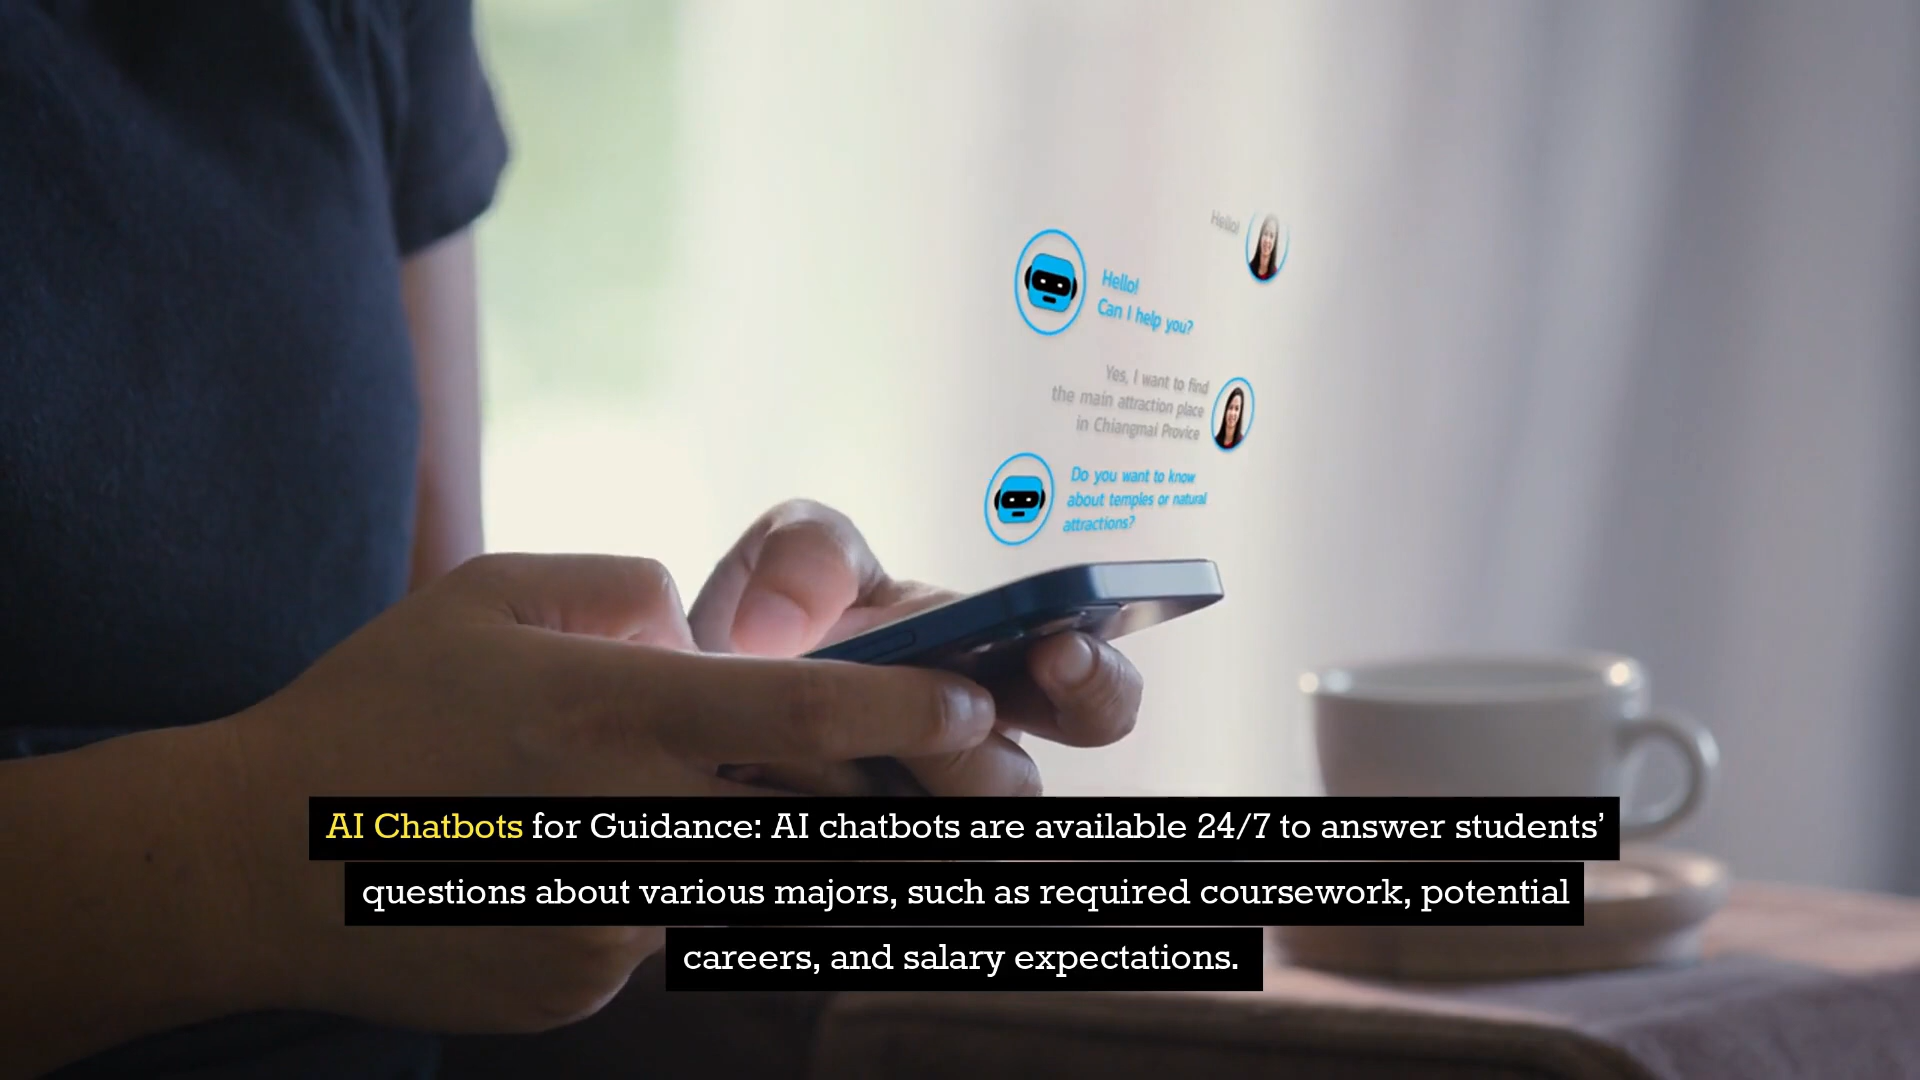 Hello!
Hello!
Can I help you?
Yes, I want to find
the main attraction place
in Chiangmai Provice
Do you want to know
about temples or natural
attractions?
AI Chatbots for Guidance: AI chatbots are available 24/7 to answer students’
questions about various majors, such as required coursework, potential
careers, and salary expectations.